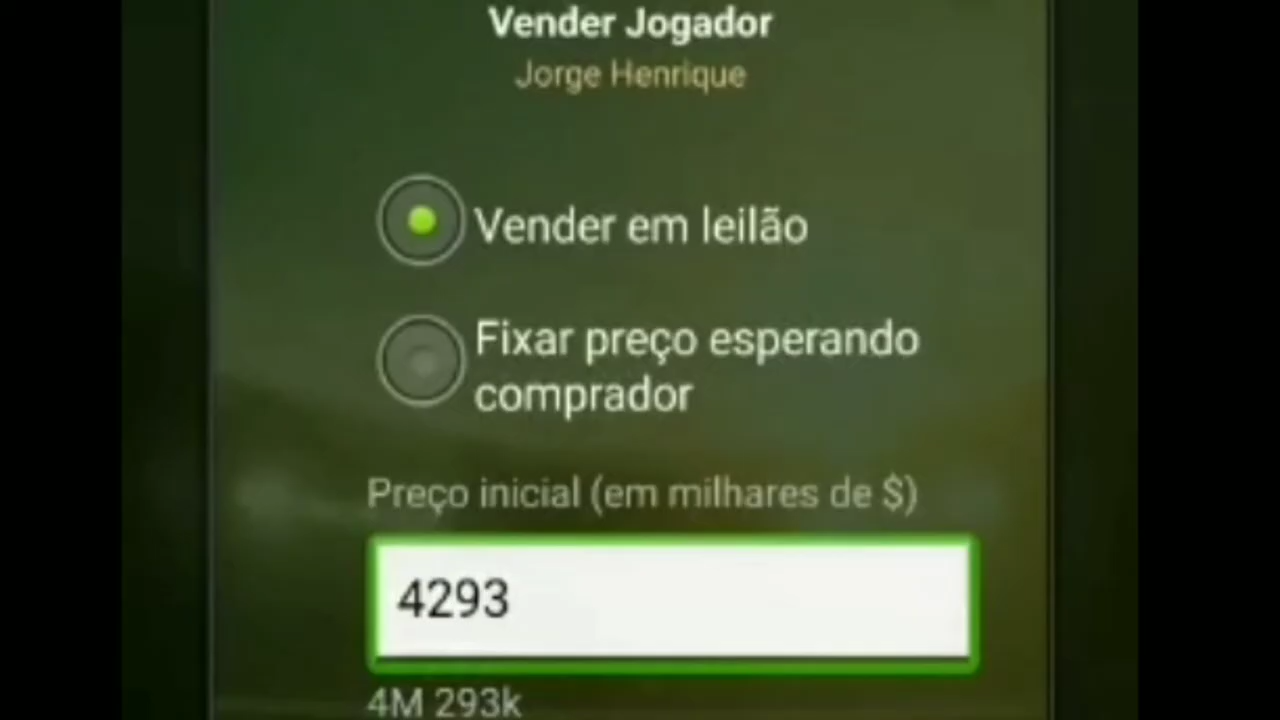 Vender Jogador
Jorge Henrique
Vender em leilão
Fixar preço esperando
comprador
Preço inicial (em milhares de $)
4293
4M 293k